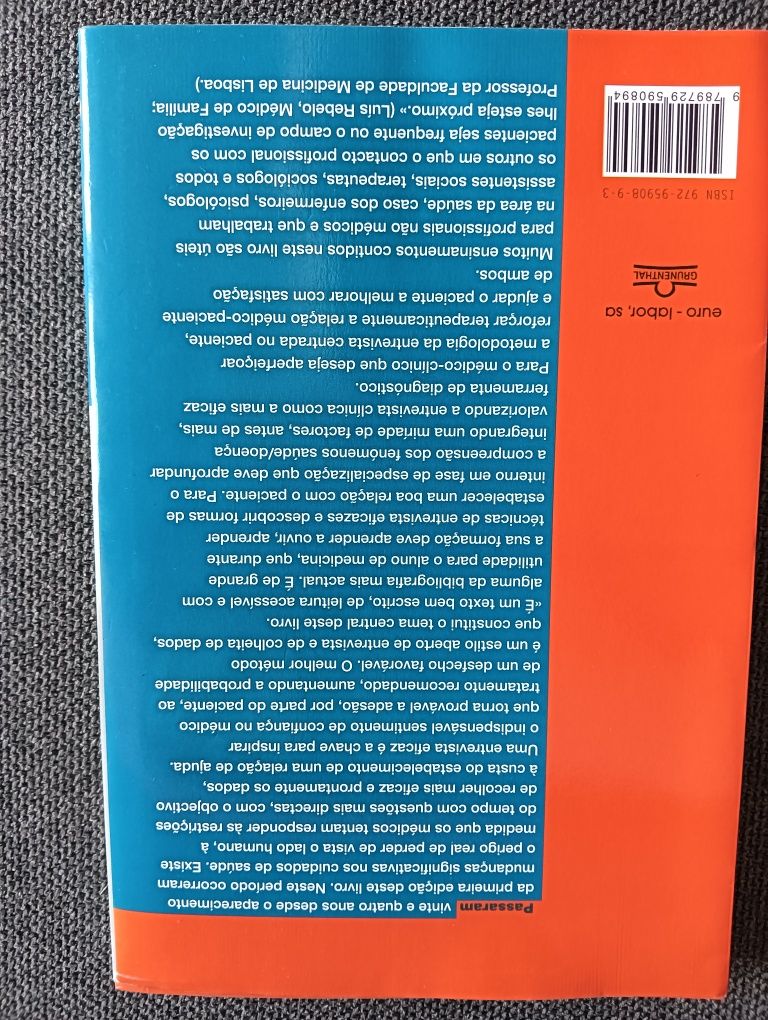 Passaram vinte e quatro anos desde o aparecimento
da primeira edição deste livro. Neste período ocorreram
mudanças significativas nos cuidados de saúde. Existe
o perigo real de perder de vista o lado humano, à
medida que os médicos tentam responder às restrições
do tempo com questões mais directas, com o objectivo
de recolher mais eficaz e prontamente os dados,
à custa do estabelecimento de uma relação de ajuda.
Uma entrevista eficaz é a chave para inspirar
o indispensável sentimento de confiança no médico
que torna provável a adesão, por parte do paciente, ao
tratamento recomendado, aumentando a probabilidade
de um desfecho favorável. O melhor método
é um estilo aberto de entrevista e de colheita de dados,
que constitui o tema central deste livro.
«É um texto bem escrito, de leitura acessível e com
alguma da bibliografia mais actual. É de grande
utilidade para o aluno de medicina, que durante
a sua formação deve aprender a ouvir, aprender
técnicas de entrevista eficazes e descobrir formas de
estabelecer uma boa relação com o paciente. Para o
interno em fase de especialização que deve aprofundar
a compreensão dos fenómenos saúde/doença
integrando uma miríade de factores, antes de mais,
valorizando a entrevista clínica como a mais eficaz
ferramenta de diagnóstico.
Para o médico-clínico que deseja aperfeiçoar
a metodologia da entrevista centrada no paciente,
reforçar terapeuticamente a relação médico-paciente
e ajudar o paciente a melhorar com satisfação
de ambos.
Muitos ensinamentos contidos neste livro são úteis
para profissionais não médicos e que trabalham
na área da saúde, caso dos enfermeiros, psicólogos,
assistentes sociais, terapeutas, sociólogos e todos
os outros em que o contacto profissional com os
pacientes seja frequente ou o campo de investigação
lhes esteja próximo.» (Luís Rebelo, Médico de Família;
Professor da Faculdade de Medicina de Lisboa.)
euro - labor, sa
GRÜNENTHAL
ISBN 972-95908-9-3
9 789729 590894